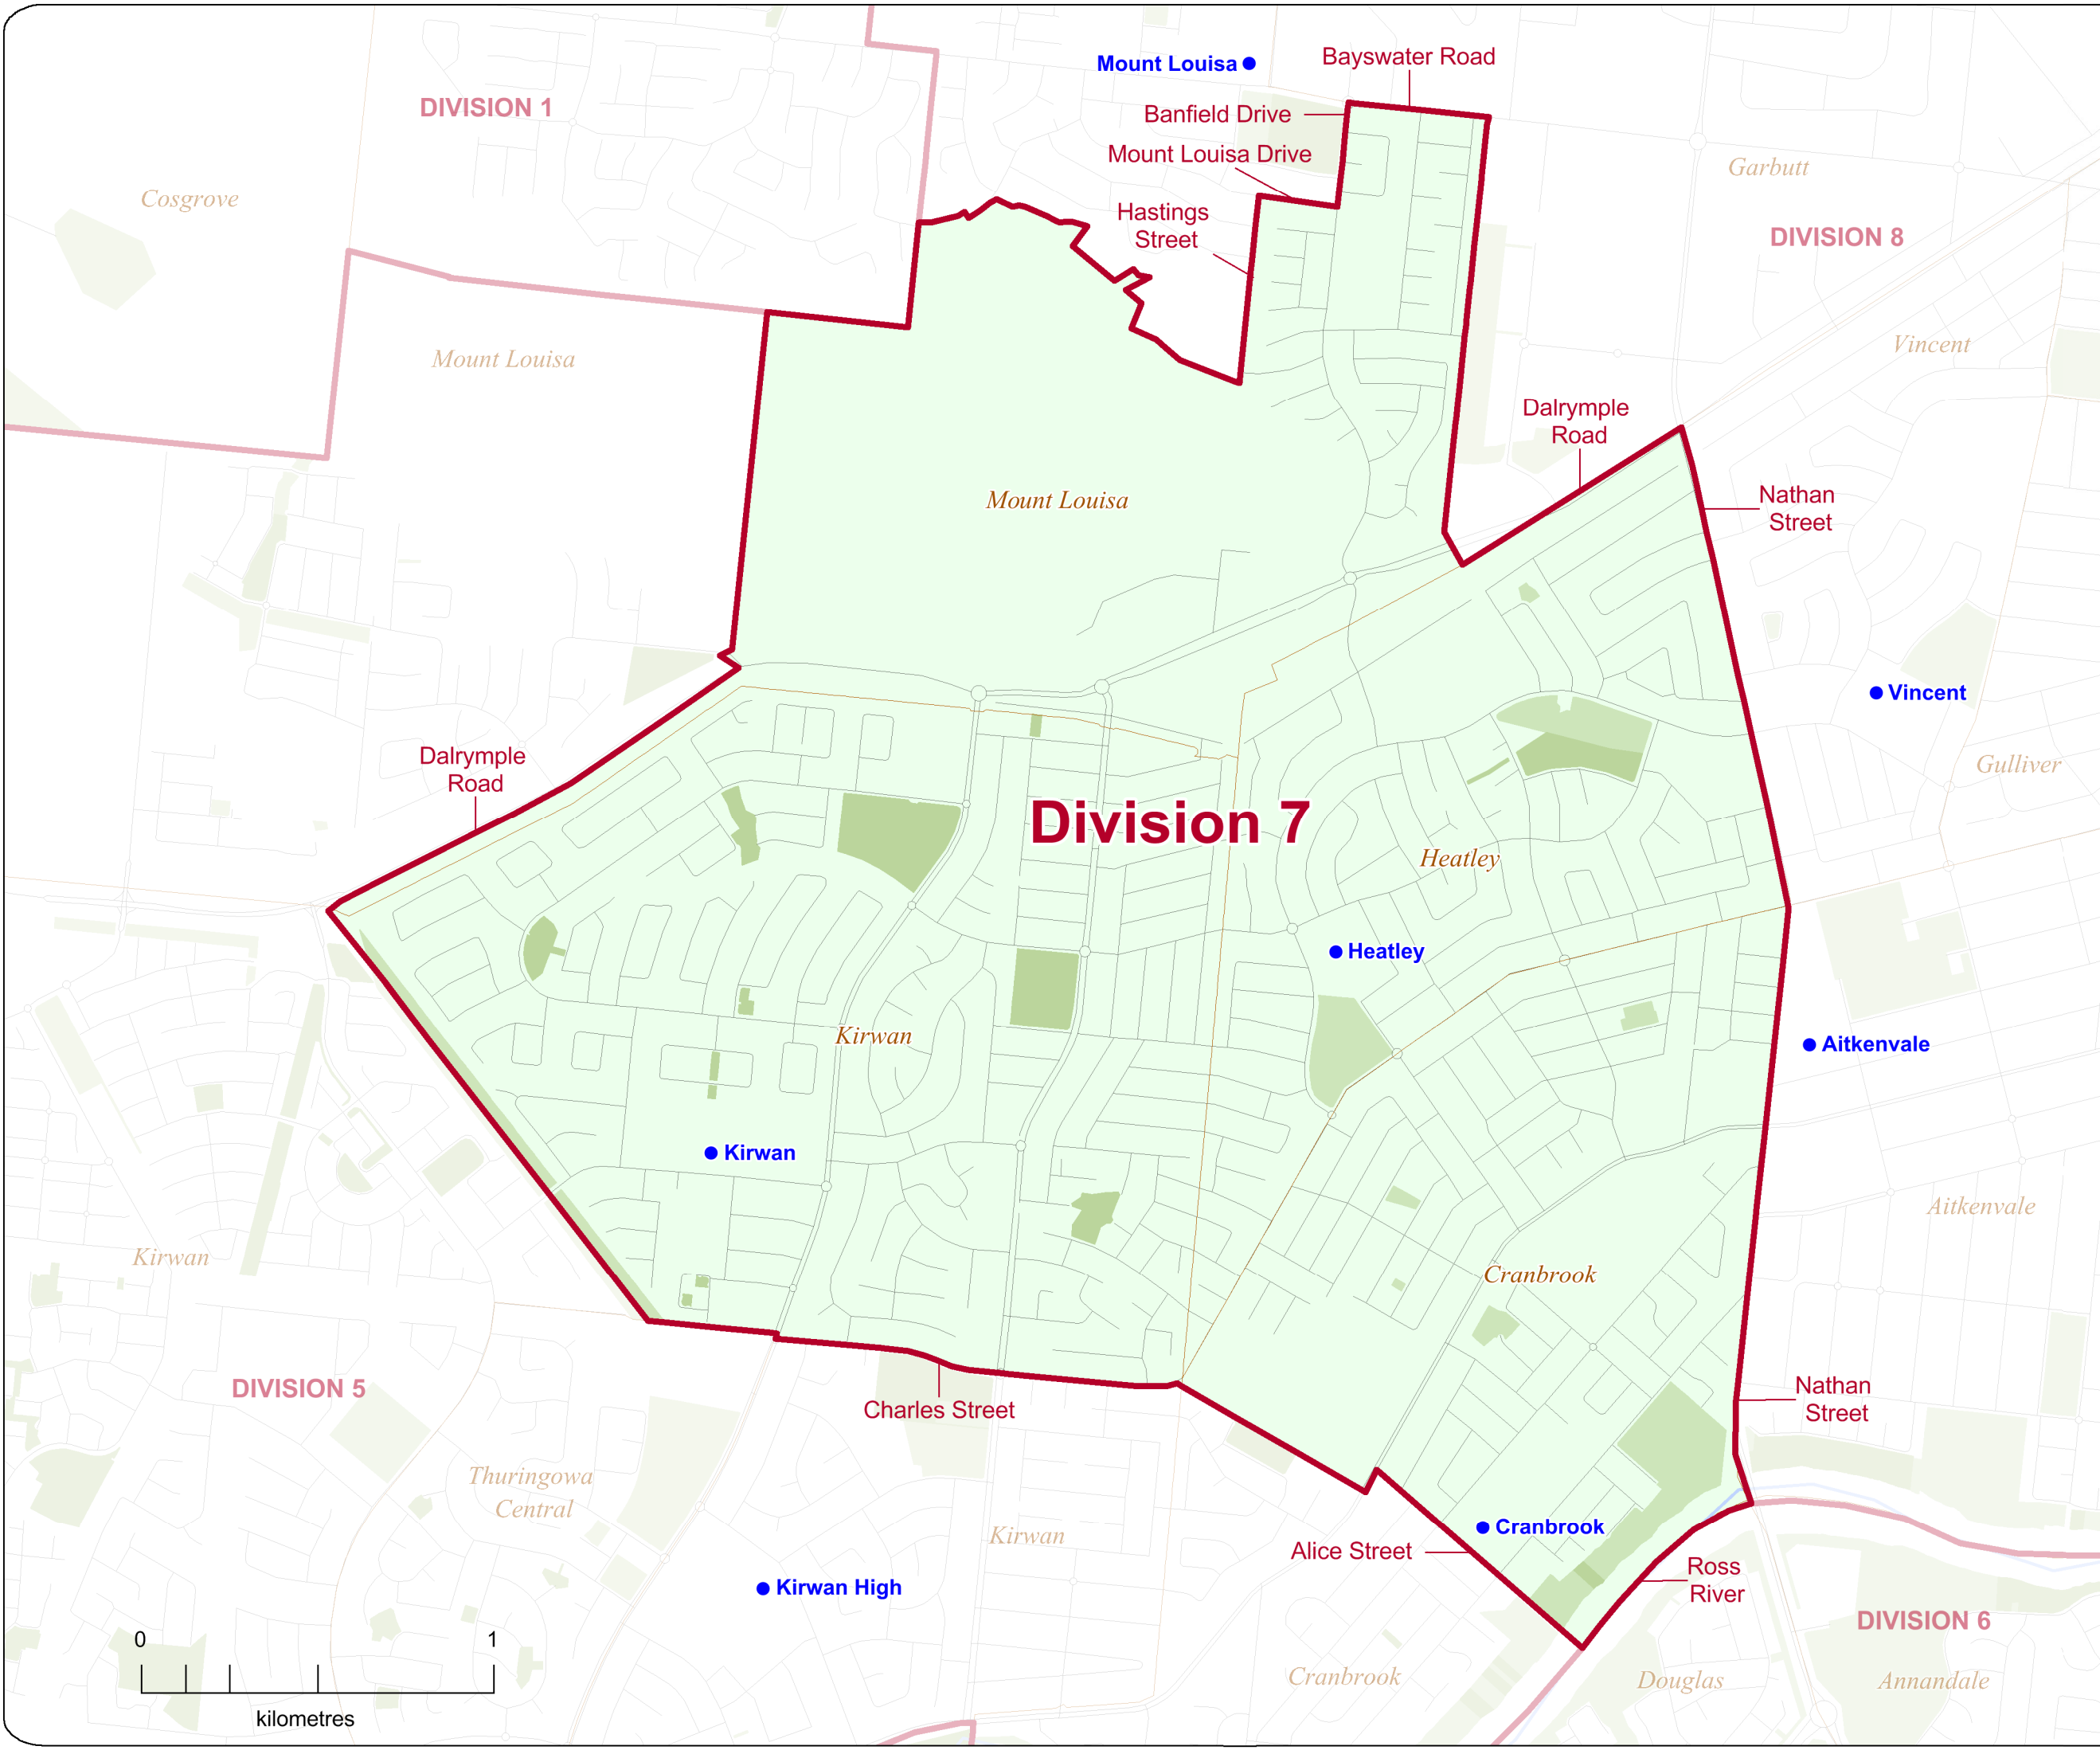 Mount Louisa
Bayswater Road
DIVISION 1
Banfield Drive
Mount Louisa Drive
Garbutt
Cosgrove
Hastings
Street
DIVISION 8
Vincent
Mount Louisa
Dalrymple
Road
Mount Louisa
Nathan
Street
Vincent
Dalrymple
Road
Gulliver
Division 7
Heatley
Heatley
Kirwan
Aitkenvale
Kirwan
Aitkenvale
Kirwan
Cranbrook
DIVISION 5
Nathan
Street
Charles Street
Thuringowa
Central
Kirwan
Cranbrook
Alice Street
Ross
River
Kirwan High
DIVISION 6
0 1
Cranbrook
Douglas
Annandale
kilometres